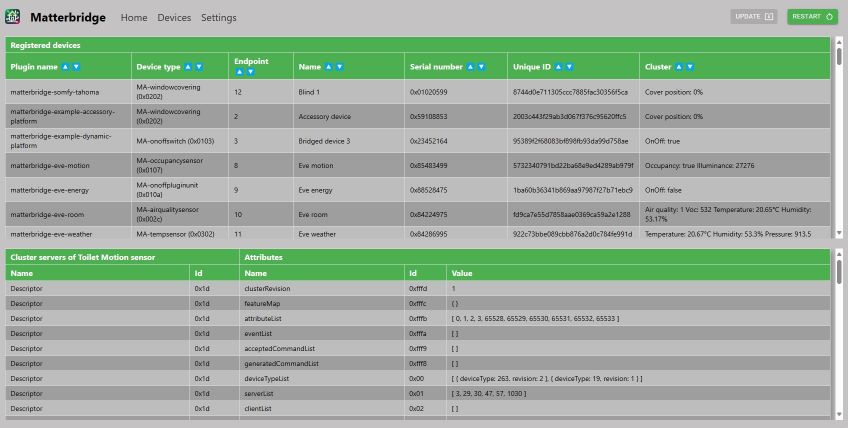 Matterbridge Home Devices Settings UPDATE RESTART
Registered devices
Plugin name Device type Endpoint Name Serial number Unique ID Cluster
matterbridge-somfy-tahoma MA-windowcovering (0x0202) 12 Blind 1 0x01020599 8744d0e711305ccc7885fac30356f5ca Cover position: 0%
matterbridge-example-accessory-platform MA-windowcovering (0x0202) 2 Accessory device 0x59108853 2003c443f29ab3d067f376c95620ffc5 Cover position: 0%
matterbridge-example-dynamic-platform MA-onoffswitch (0x0103) 3 Bridged device 3 0x23452164 95389f2f68083bf898fb93da99d758ae OnOff: true
matterbridge-eve-motion MA-occupancysensor (0x0107) 8 Eve motion 0x85483499 5732340791bd22ba68e9ed4289ab979f Occupancy: true Illuminance: 27276
matterbridge-eve-energy MA-onoffpluginunit (0x010a) 9 Eve energy 0x88528475 1ba60b36341b869aa97987f27b71ebc9 OnOff: false
matterbridge-eve-room MA-airqualitysensor (0x002c) 10 Eve room 0x84224975 fd9ca7e55d7858aae0369ca59a2e1288 Air quality: 1 Voc: 532 Temperature: 20.65°C Humidity: 53.17%
matterbridge-eve-weather MA-tempsensor (0x0302) 11 Eve weather 0x84286995 922c73bbe089cbb876a2d0c784fe991d Temperature: 20.67°C Humidity: 53.3% Pressure: 913.5
Cluster servers of Toilet Motion sensor Attributes
Name Id Name Id Value
Descriptor 0x1d clusterRevision 0xfffd 1
Descriptor 0x1d featureMap 0xfffc { }
Descriptor 0x1d attributeList 0xfffb [ 0, 1, 2, 3, 65528, 65529, 65530, 65531, 65532, 65533 ]
Descriptor 0x1d eventList 0xfffa [ ]
Descriptor 0x1d acceptedCommandList 0xfff9 [ ]
Descriptor 0x1d generatedCommandList 0xfff8 [ ]
Descriptor 0x1d deviceTypeList 0x00 [ { deviceType: 263, revision: 2 }, { deviceType: 19, revision: 1 } ]
Descriptor 0x1d serverList 0x01 [ 3, 29, 30, 47, 57, 1030 ]
Descriptor 0x1d clientList 0x02 [ ]